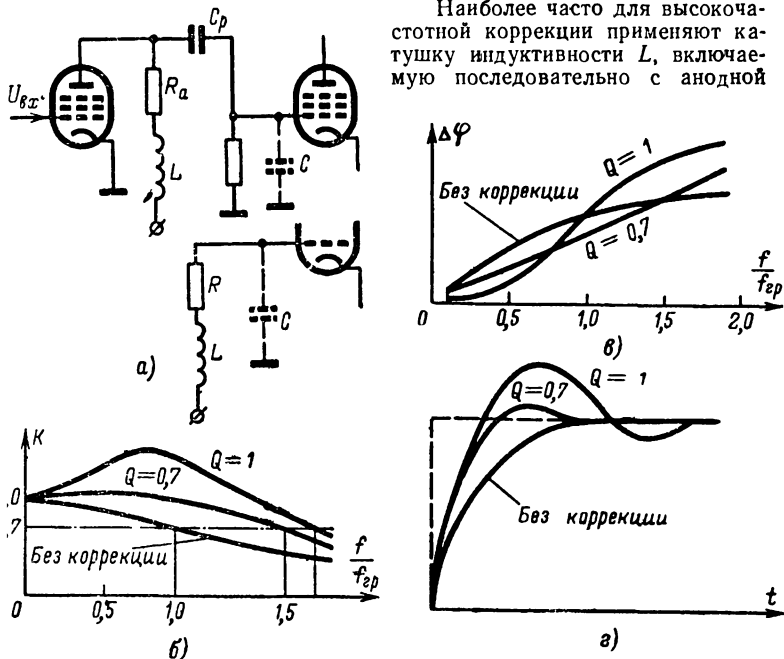 Наиболее часто для высокоча-
стотной коррекции применяют ка-
тушку индуктивности L, включае-
мую последовательно с анодной
Cр
Rа
Uвх.
L
C
R
C
L
а)
K
Q=1
Q=0,7
,0
,7
Без коррекции
f/fгр
0 0,5 1,0 1,5
б)
Δφ
Q=1
Без коррекции
Q=0,7
f/fгр
0 0,5 1,0 1,5 2,0
в)
Q=1
Q=0,7
Без коррекции
t
г)